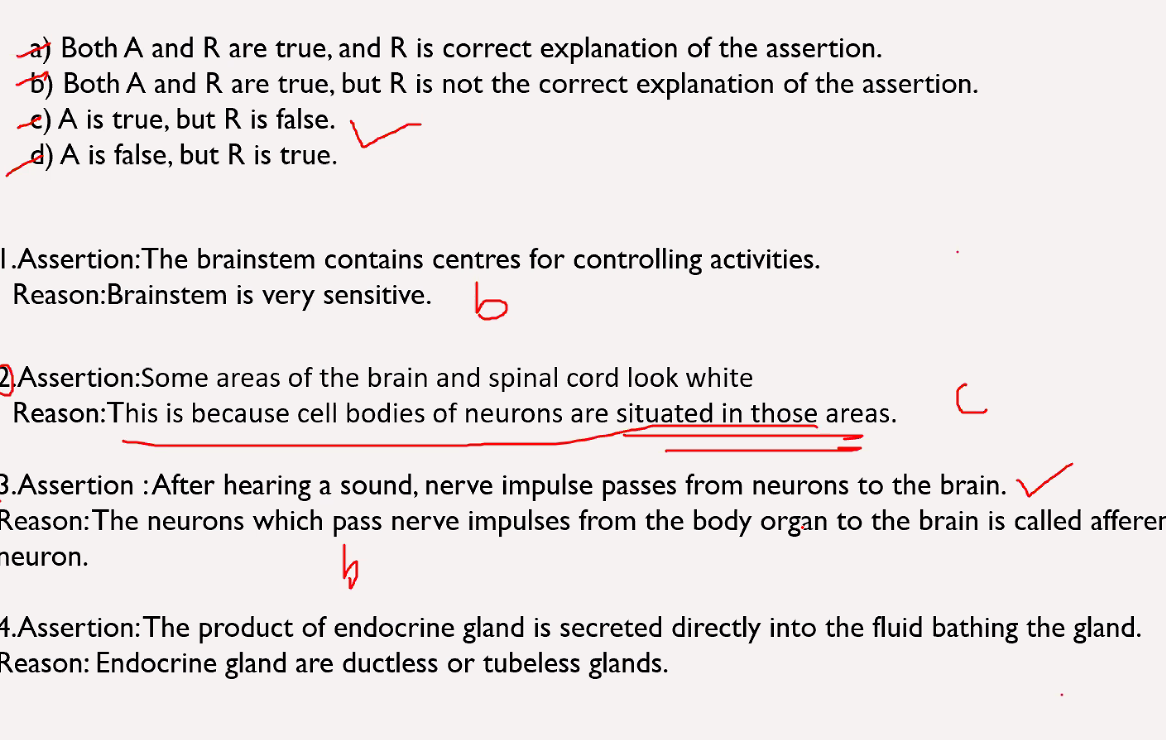 a) Both A and R are true, and R is correct explanation of the assertion.
b) Both A and R are true, but R is not the correct explanation of the assertion.
c) A is true, but R is false.
d) A is false, but R is true.
1.Assertion:The brainstem contains centres for controlling activities.
Reason:Brainstem is very sensitive.
b
2.Assertion:Some areas of the brain and spinal cord look white
Reason:This is because cell bodies of neurons are situated in those areas.
C
3.Assertion :After hearing a sound, nerve impulse passes from neurons to the brain.
Reason:The neurons which pass nerve impulses from the body organ to the brain is called afferen
neuron.
b
4.Assertion:The product of endocrine gland is secreted directly into the fluid bathing the gland.
Reason: Endocrine gland are ductless or tubeless glands.